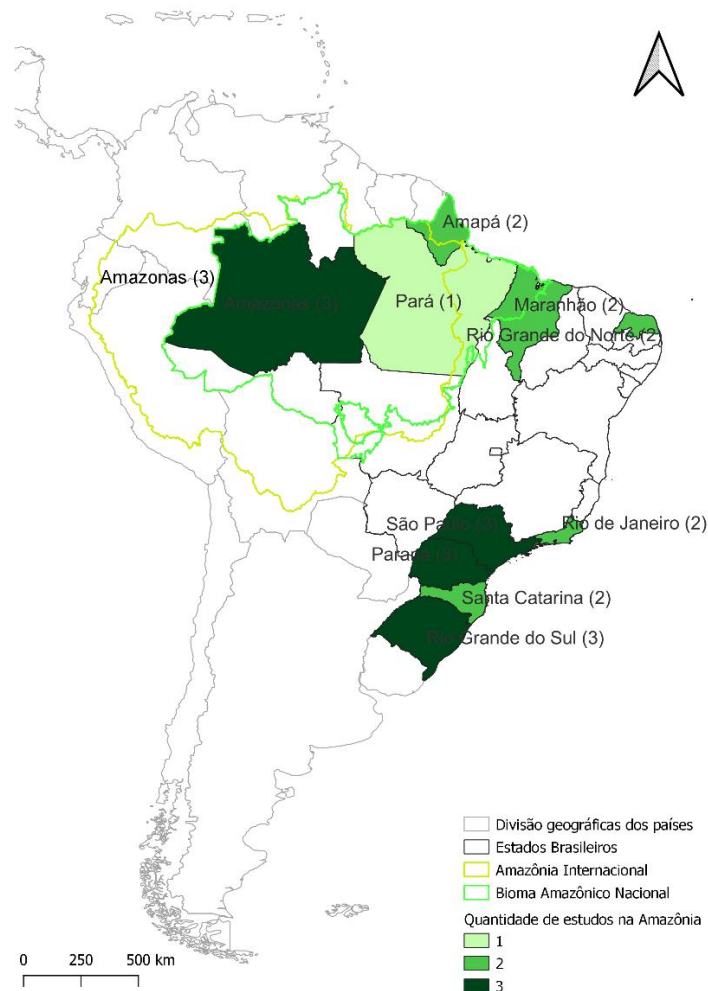 Amapá (2)
Amazonas (3)
Amazonas (3)
Pará (1)
Maranhão (2)
Rio Grande do Norte (2)
São Paulo (3)
Rio de Janeiro (2)
Paraná (3)
Santa Catarina (2)
Rio Grande do Sul (3)
Divisão geográficas dos países
Estados Brasileiros
Amazônia Internacional
Bioma Amazônico Nacional
Quantidade de estudos na Amazônia
1
2
3
0 250 500 km